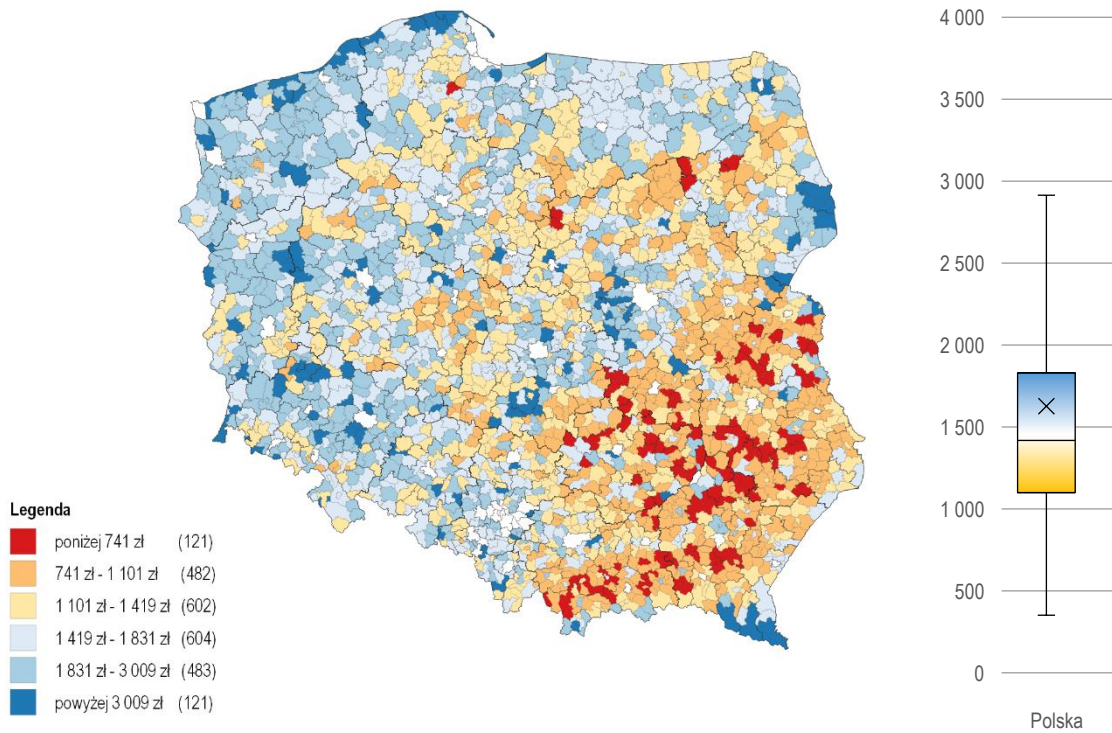 Legenda
poniżej 741 zł (121)
741 zł - 1 101 zł (482)
1 101 zł - 1 419 zł (602)
1 419 zł - 1 831 zł (604)
1 831 zł - 3 009 zł (483)
powyżej 3 009 zł (121)
4 000
3 500
3 000
2 500
2 000
1 500
1 000
500
0
Polska